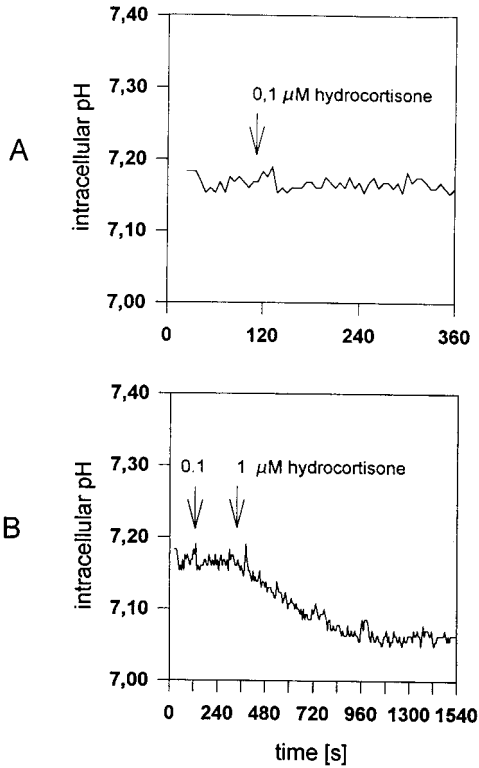 A
intracellular pH
7,40
7,30
7,20
7,10
7,00
0,1 µM hydrocortisone
0 120 240 360
B
intracellular pH
7,40
7,30
7,20
7,10
7,00
0.1 1 µM hydrocortisone
0 240 480 720 960 1300 1540
time [s]